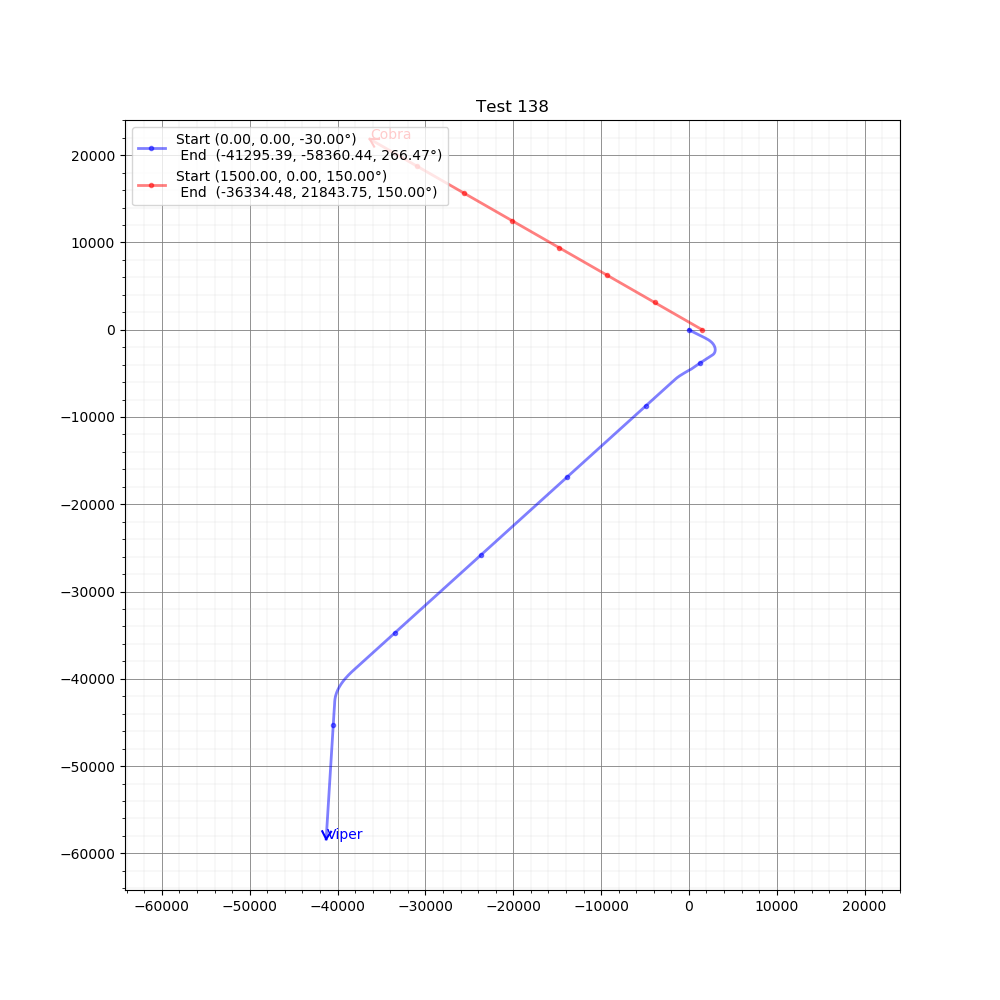 Test 138
Cobra
Start (0.00, 0.00, -30.00°)
End  (-41295.39, -58360.44, 266.47°)
Start (1500.00, 0.00, 150.00°)
End  (-36334.48, 21843.75, 150.00°)
20000
10000
0
−10000
−20000
−30000
−40000
−50000
−60000
Viper
−60000 −50000 −40000 −30000 −20000 −10000 0 10000 20000